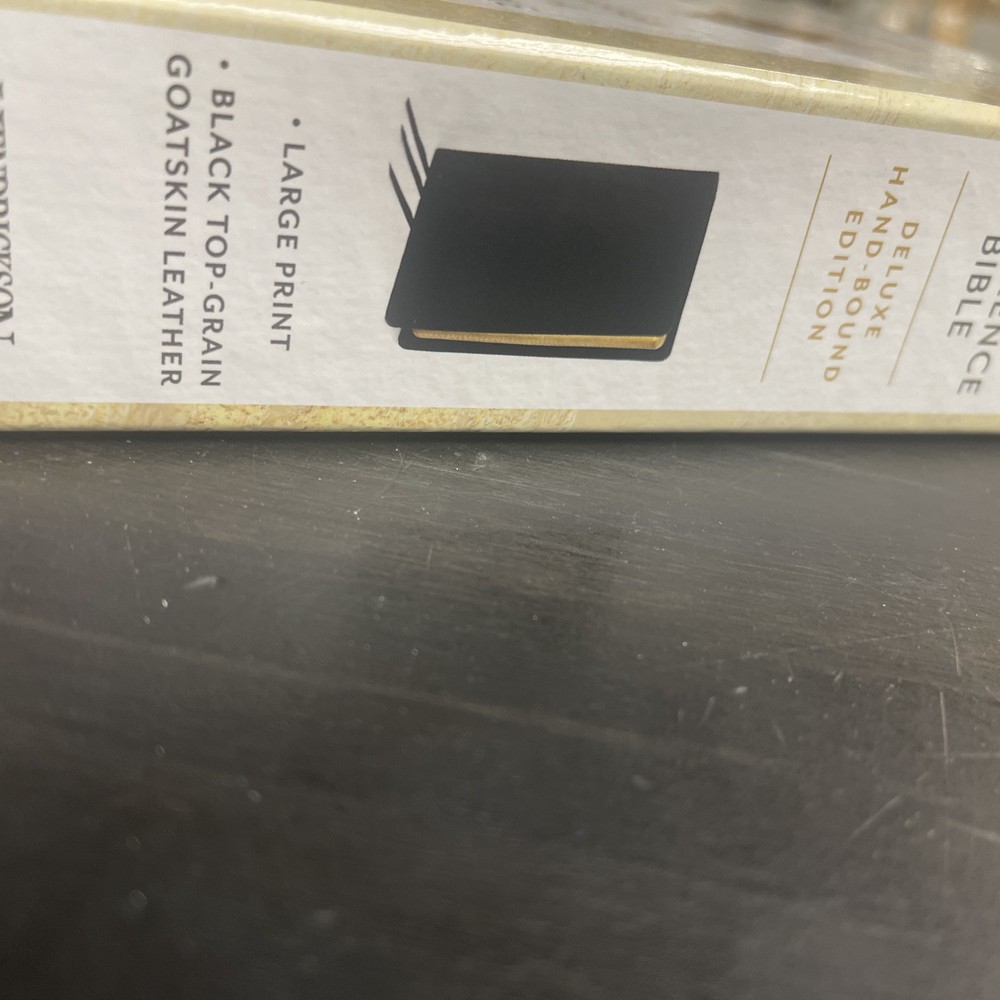 BIBLE
DELUXE
HAND-BOUND
EDITION
• LARGE PRINT
• BLACK TOP-GRAIN
GOATSKIN LEATHER